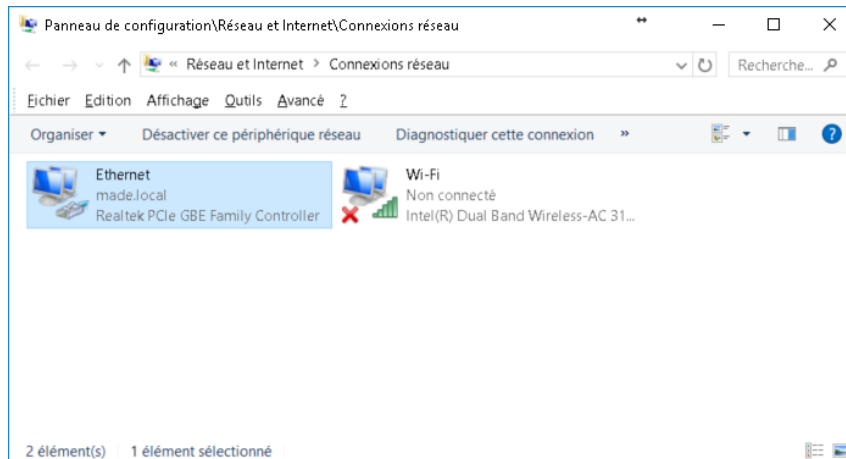 Panneau de configuration\Réseau et Internet\Connexions réseau
« Réseau et Internet > Connexions réseau
Recherche...
Fichier Edition Affichage Outils Avancé ?
Organiser Désactiver ce périphérique réseau Diagnostiquer cette connexion » ?
Ethernet
made.local
Realtek PCIe GBE Family Controller
Wi-Fi
Non connecté
Intel(R) Dual Band Wireless-AC 31...
2 élément(s) 1 élément sélectionné